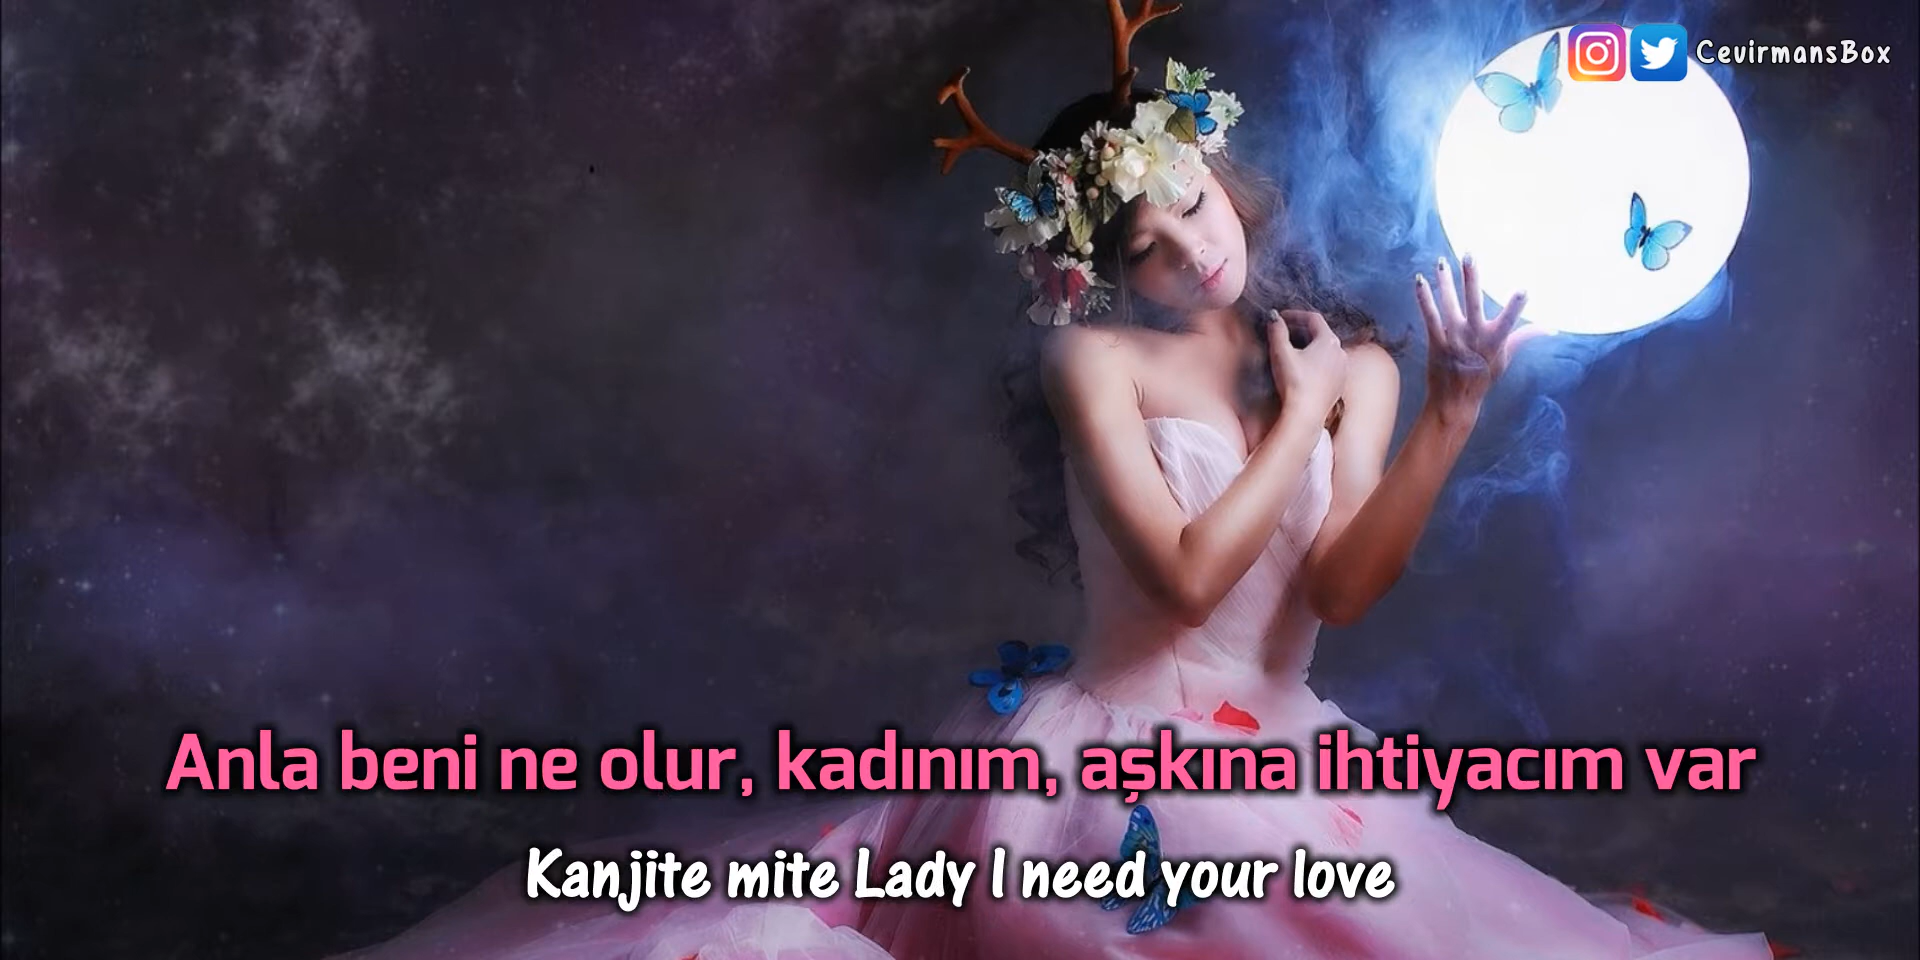 CevirmansBox
Anla beni ne olur, kadınım, aşkına ihtiyacım var
Kanjite mite Lady I need your love